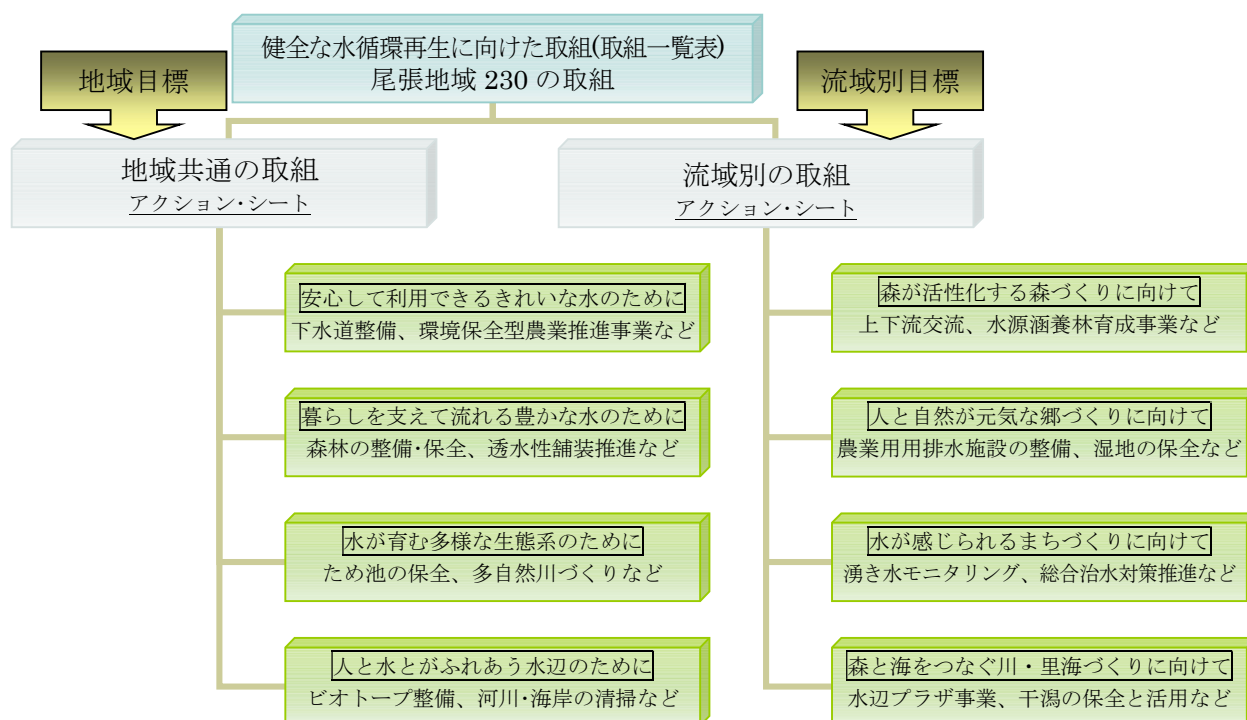 健全な水循環再生に向けた取組(取組一覧表)
尾張地域 230 の取組
地域目標
流域別目標
地域共通の取組
アクション・シート
流域別の取組
アクション・シート
安心して利用できるきれいな水のために
下水道整備、環境保全型農業推進事業など
暮らしを支えて流れる豊かな水のために
森林の整備・保全、透水性舗装推進など
水が育む多様な生態系のために
ため池の保全、多自然川づくりなど
人と水とがふれあう水辺のために
ビオトープ整備、河川・海岸の清掃など
森が活性化する森づくりに向けて
上下流交流、水源涵養林育成事業など
人と自然が元気な郷づくりに向けて
農業用用排水施設の整備、湿地の保全など
水が感じられるまちづくりに向けて
湧き水モニタリング、総合治水対策推進など
森と海をつなぐ川・里海づくりに向けて
水辺プラザ事業、干潟の保全と活用など